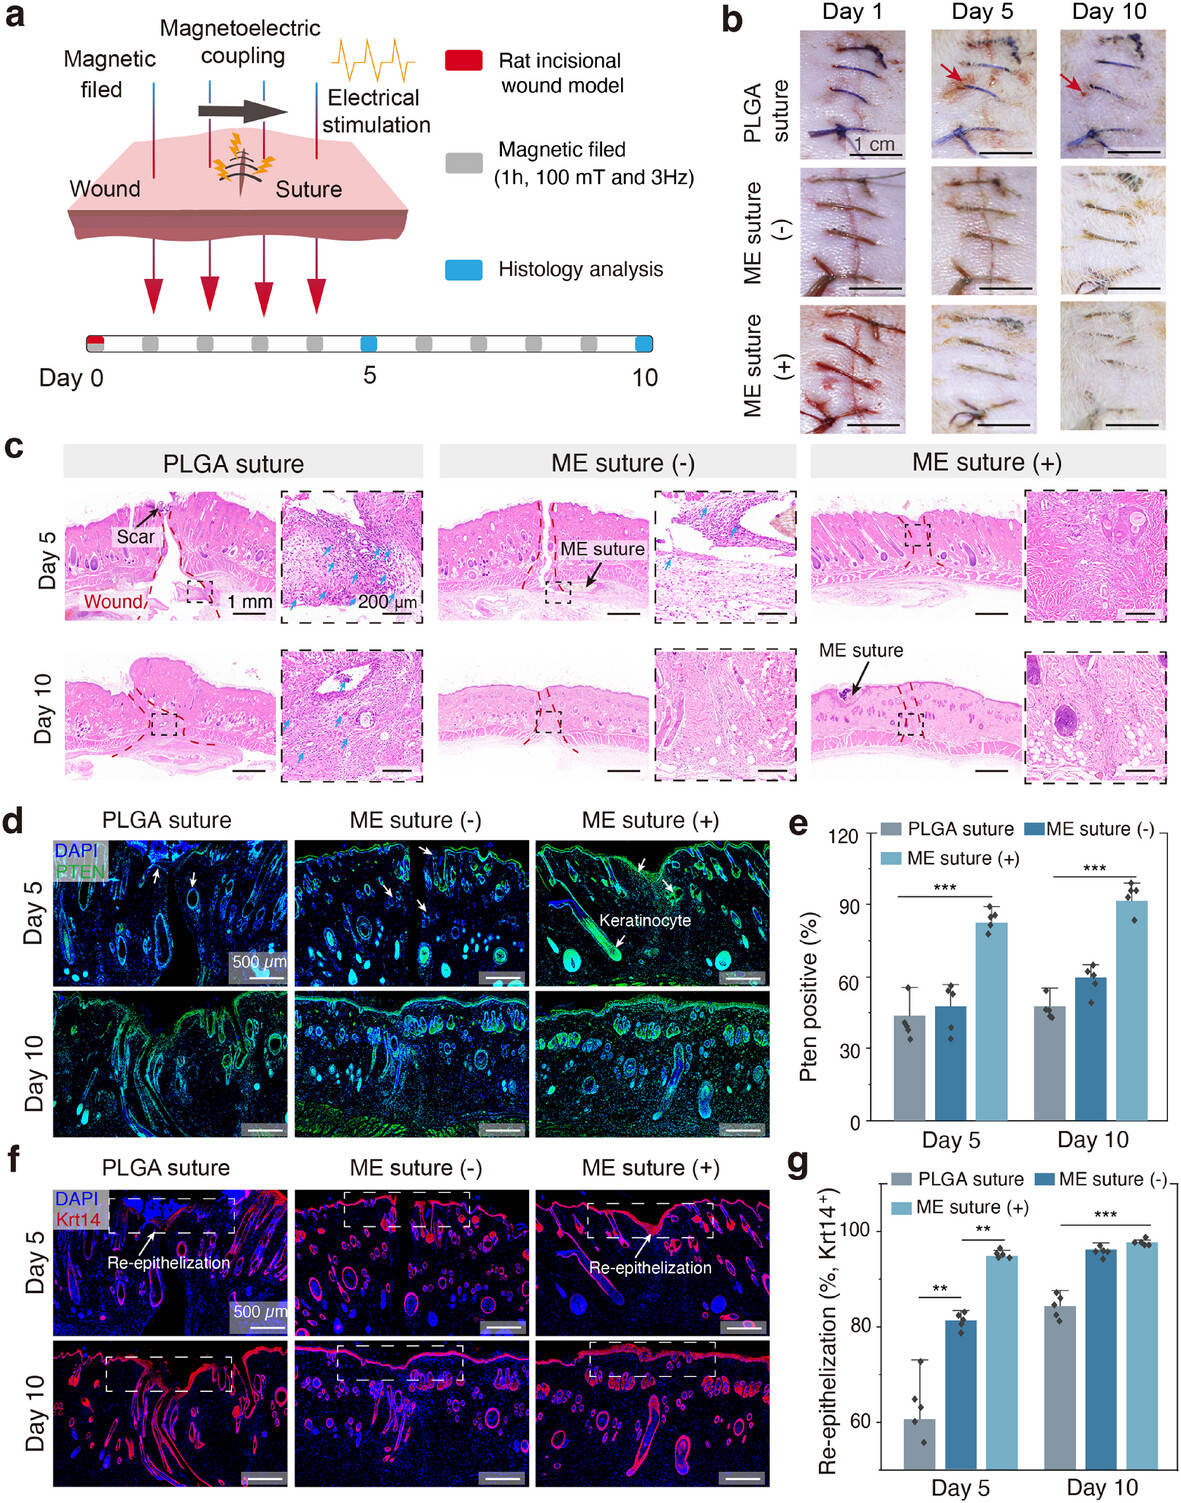 a
Magnetoelectric
coupling
Magnetic
filed
Electrical
stimulation
Wound
Suture
Rat incisional
wound model
Magnetic filed
(1h, 100 mT and 3Hz)
Histology analysis
Day 0
5
10
b
Day 1
Day 5
Day 10
PLGA
suture
1 cm
ME suture
(-)
ME suture
(+)
c
PLGA suture
ME suture (-)
ME suture (+)
Day 5
Scar
Wound
1 mm
200 µm
ME suture
Day 10
ME suture
d
PLGA suture
ME suture (-)
ME suture (+)
Day 5
DAPI
PTEN
500 µm
Keratinocyte
Day 10
e
PLGA suture
ME suture (-)
ME suture (+)
Pten positive (%)
120
90
60
30
0
***
***
Day 5
Day 10
f
PLGA suture
ME suture (-)
ME suture (+)
Day 5
DAPI
Krt14
Re-epithelization
500 µm
Re-epithelization
Day 10
g
PLGA suture
ME suture (-)
ME suture (+)
Re-epithelization (%, Krt14⁺)
100
80
60
**
**
***
Day 5
Day 10